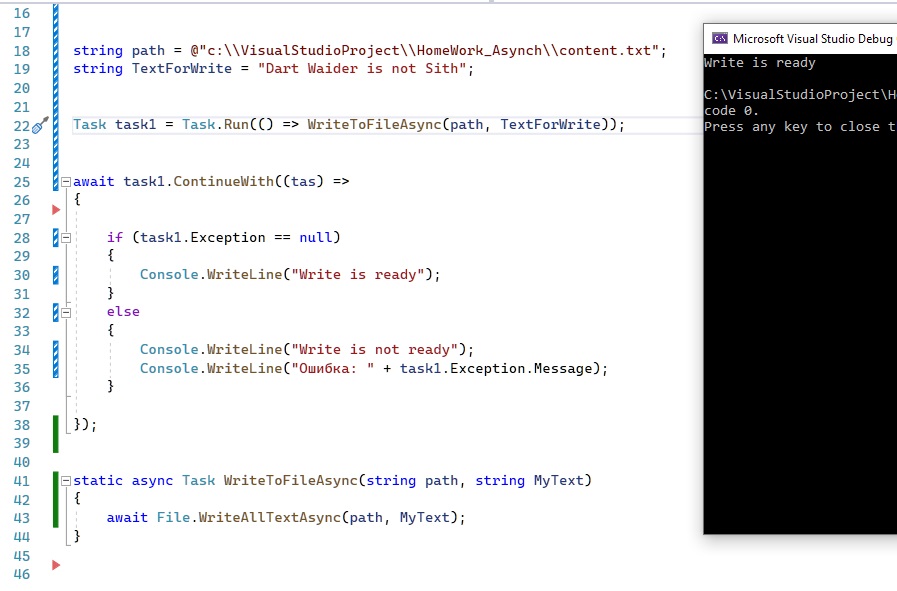 16
17
18 string path = @"c:\\VisualStudioProject\\HomeWork_Asynch\\content.txt";
19 string TextForWrite = "Dart Waider is not Sith";
20
21
22 Task task1 = Task.Run(() => WriteToFileAsync(path, TextForWrite));
23
24
25 await task1.ContinueWith((tas) =>
26 {
27
28 if (task1.Exception == null)
29 {
30 Console.WriteLine("Write is ready");
31 }
32 else
33 {
34 Console.WriteLine("Write is not ready");
35 Console.WriteLine("Ошибка: " + task1.Exception.Message);
36 }
37
38 });
39
40
41 static async Task WriteToFileAsync(string path, string MyText)
42 {
43 await File.WriteAllTextAsync(path, MyText);
44 }
45
46
Microsoft Visual Studio Debug
Write is ready
C:\VisualStudioProject\H
code 0.
Press any key to close t